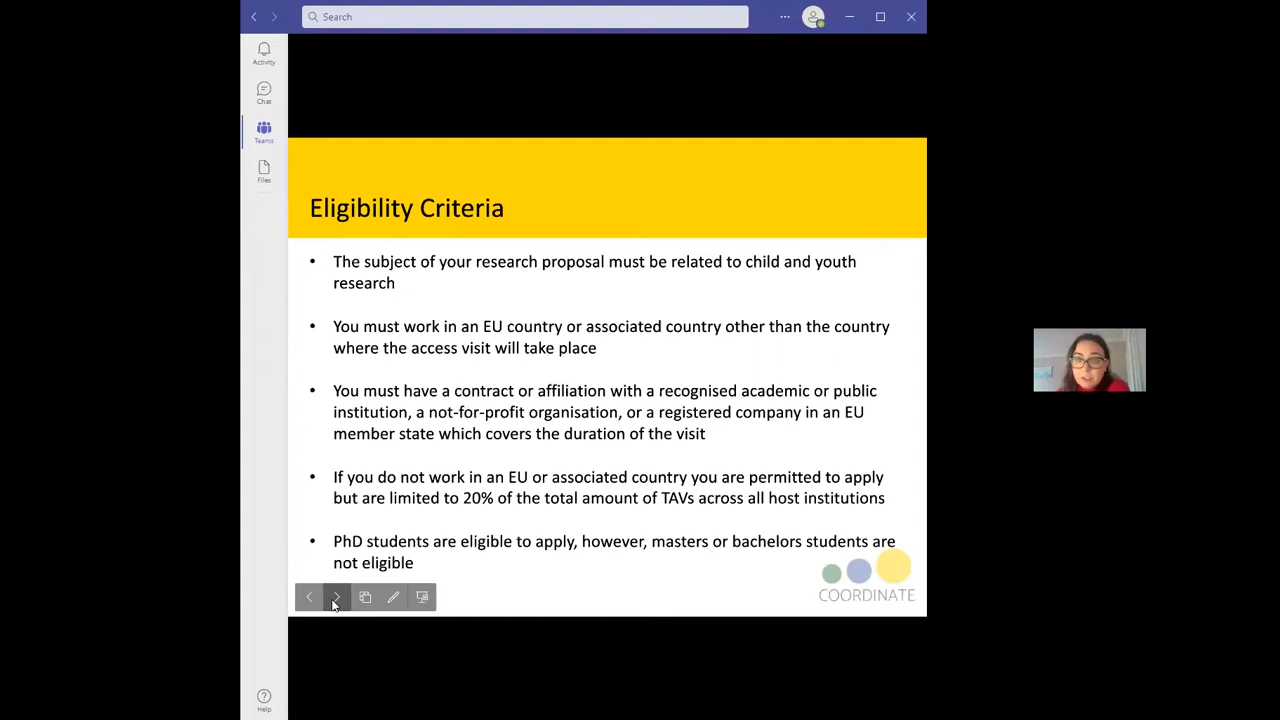 Search
Activity
Chat
Teams
Files
Eligibility Criteria
• The subject of your research proposal must be related to child and youth
research
• You must work in an EU country or associated country other than the country
where the access visit will take place
• You must have a contract or affiliation with a recognised academic or public
institution, a not-for-profit organisation, or a registered company in an EU
member state which covers the duration of the visit
• If you do not work in an EU or associated country you are permitted to apply
but are limited to 20% of the total amount of TAVs across all host institutions
• PhD students are eligible to apply, however, masters or bachelors students are
not eligible
COORDINATE
Help